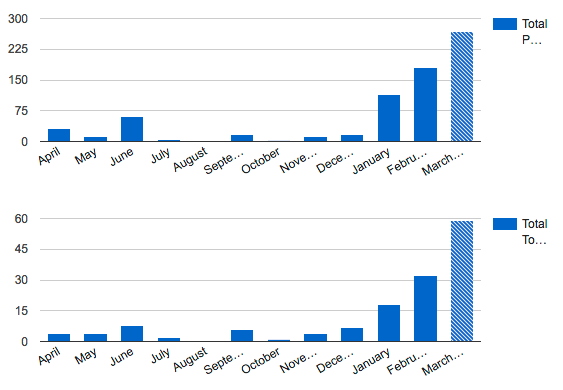 300
Total
P…
225
150
75
0
April
May
June
July
August
Septe…
October
Nove…
Dece…
January
Febru…
March…
60
Total
To…
45
30
15
0
April
May
June
July
August
Septe…
October
Nove…
Dece…
January
Febru…
March…